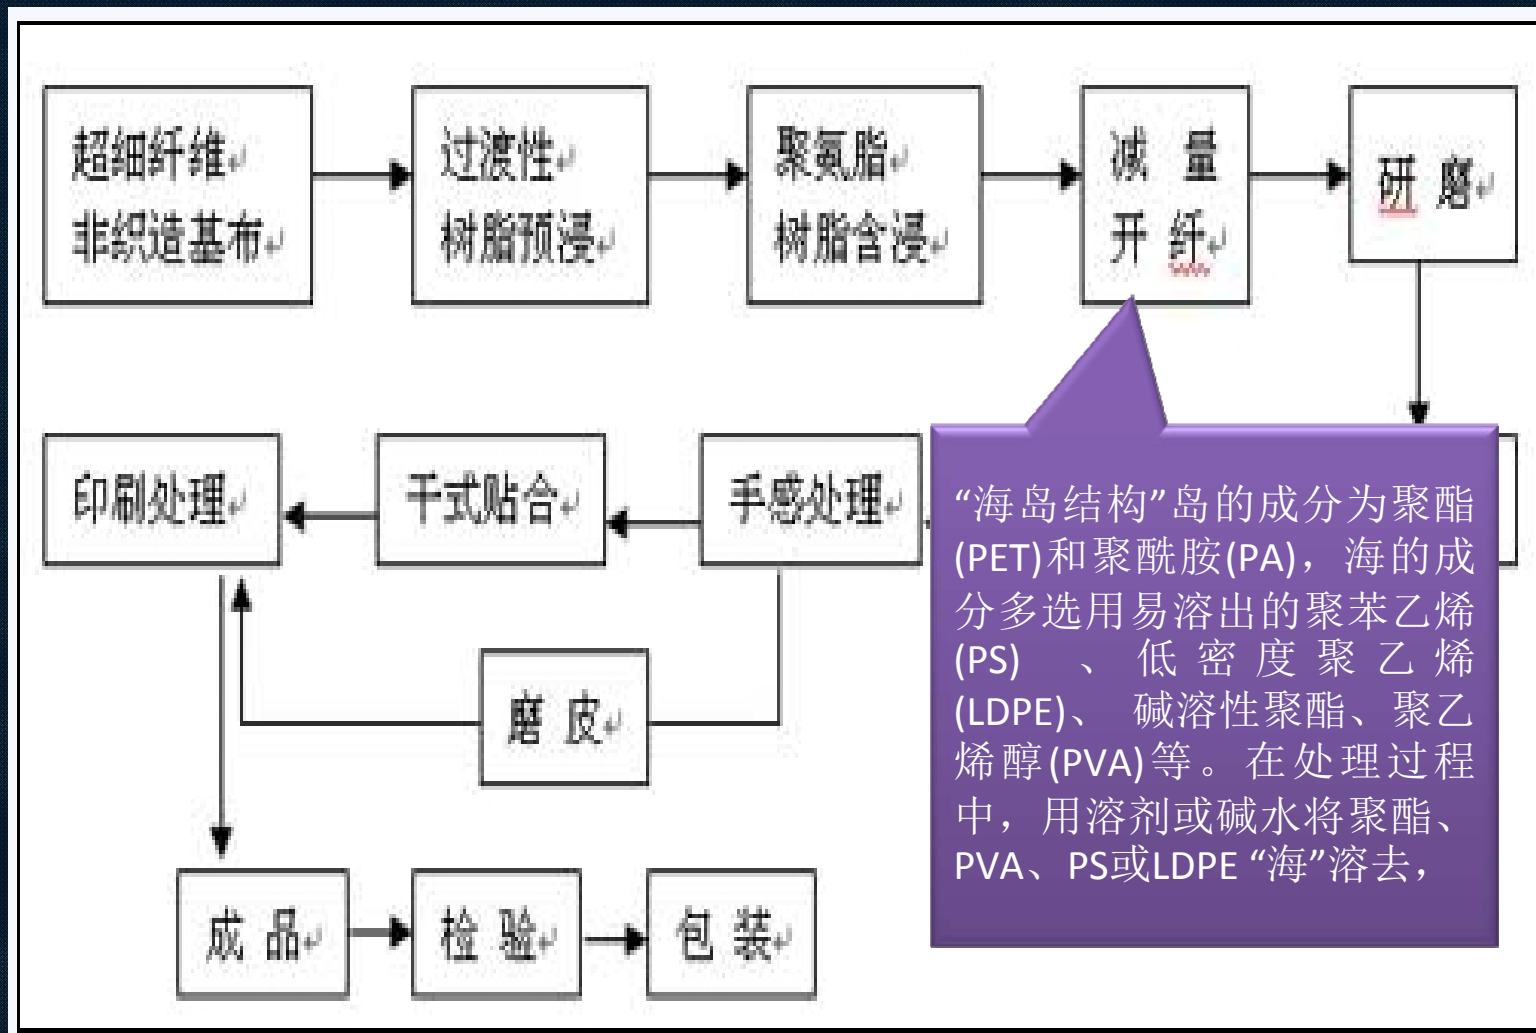 超细纤维
非织造基布
过渡性
树脂预浸
聚氨脂
树脂含浸
减 量
开 纤
研 磨
印刷处理
干式贴合
手感处理
磨 皮
成 品
检 验
包 装
“海岛结构”岛的成分为聚酯
(PET)和聚酰胺(PA)，海的成
分多选用易溶出的聚苯乙烯
(PS) 、低密度聚乙烯
(LDPE)、 碱溶性聚酯、聚乙
烯醇(PVA)等。在处理过程
中，用溶剂或碱水将聚酯、
PVA、PS或LDPE “海”溶去，